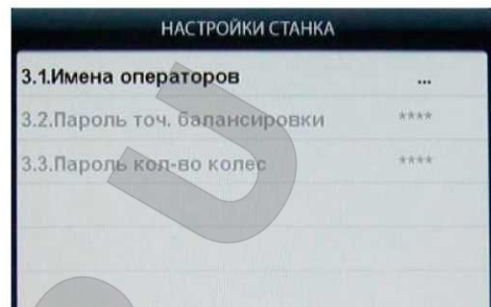 НАСТРОЙКИ СТАНКА
3.1.Имена операторов ...
3.2.Пароль точ. балансировки ****
3.3.Пароль кол-во колес ****